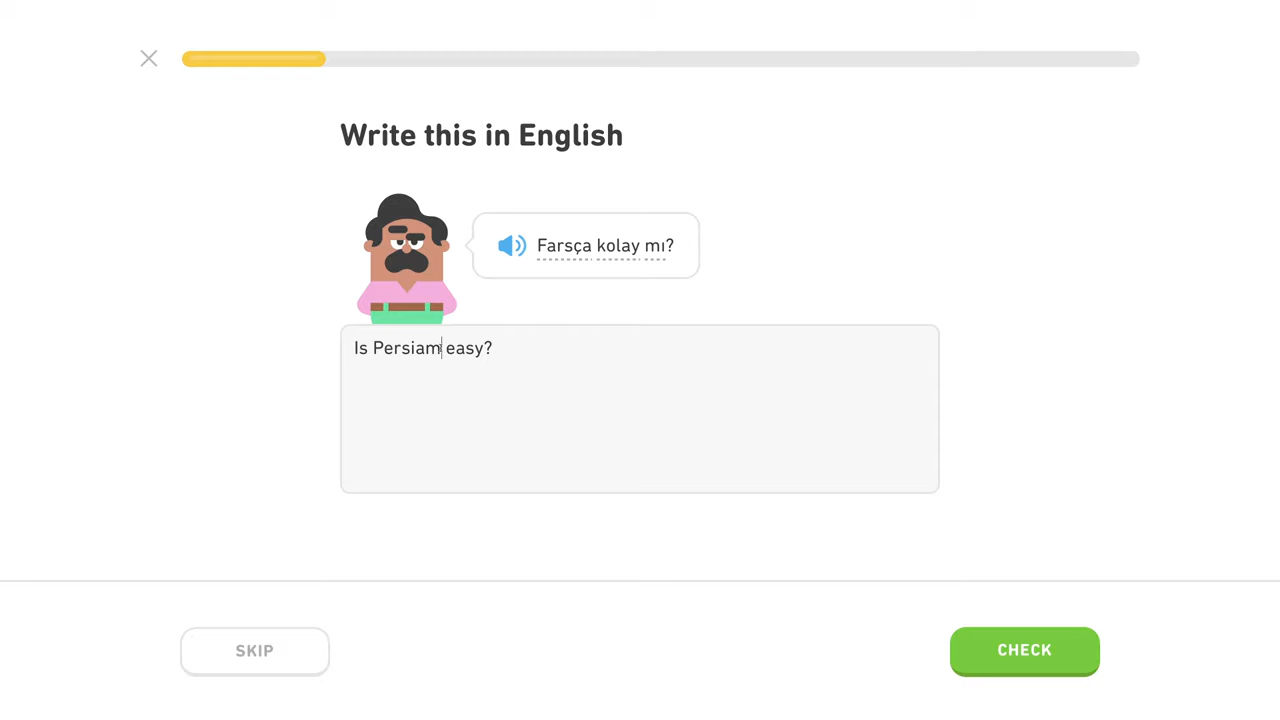 Write this in English
Farsça kolay mı?
Is Persiam easy?
SKIP
CHECK